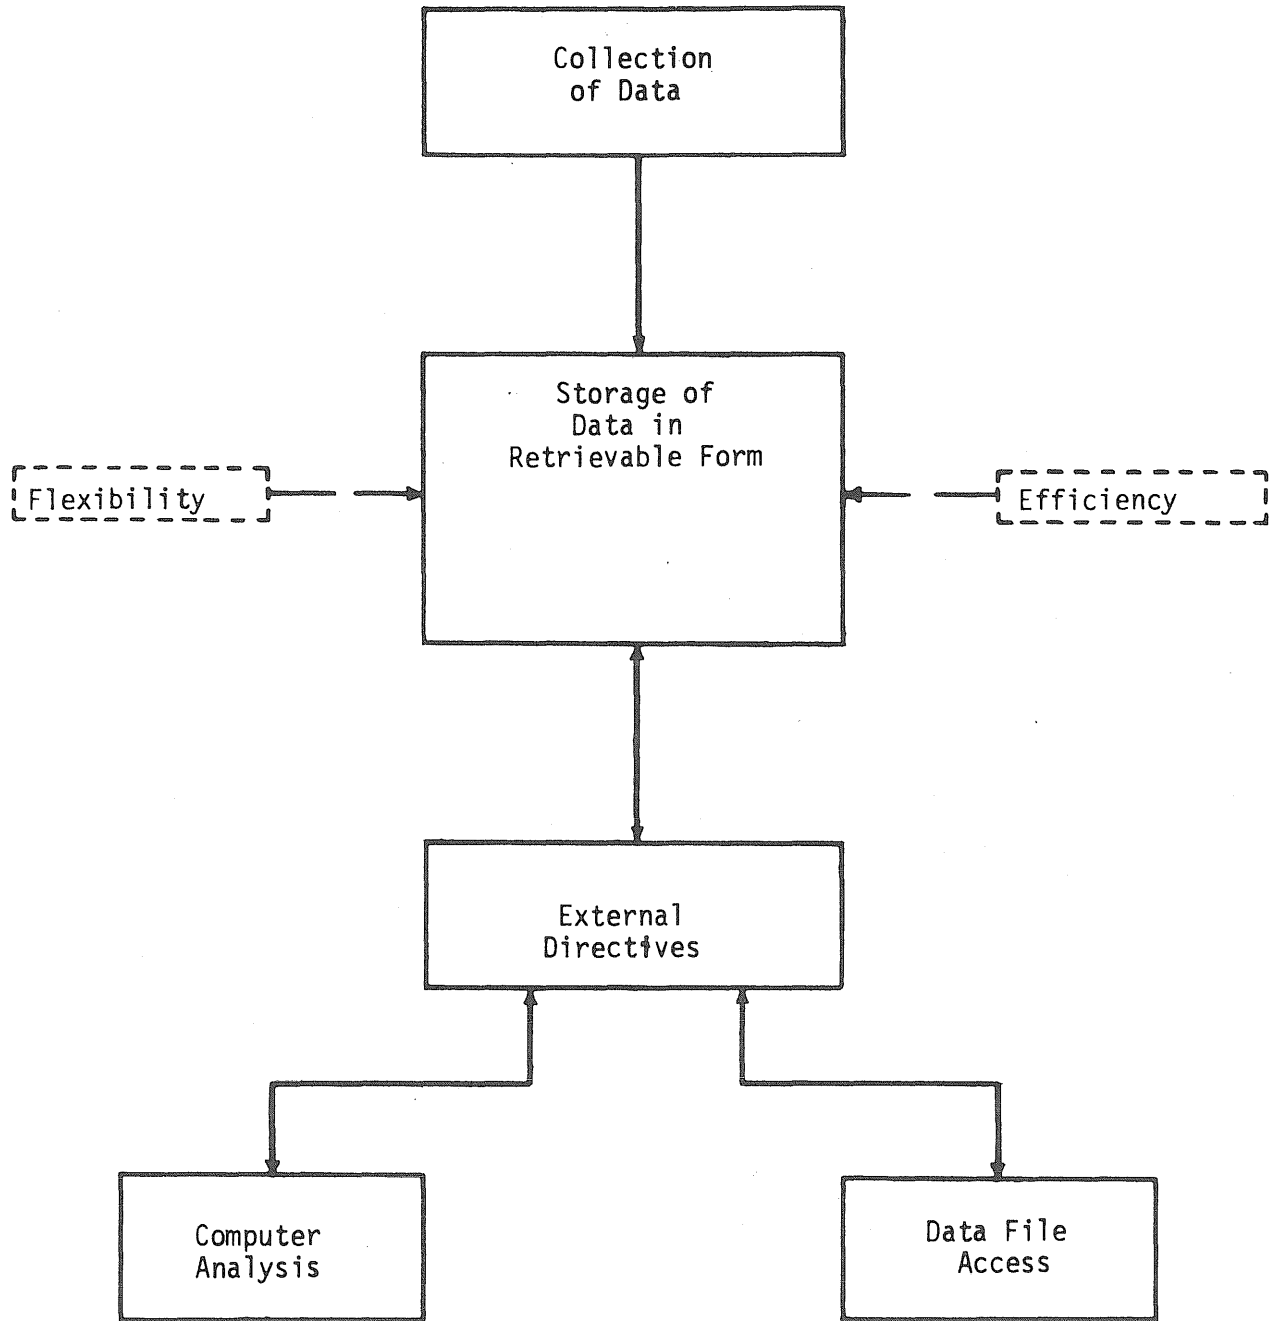 Collection
of Data
Storage of
Data in
Retrievable Form
Flexibility
Efficiency
External
Directives
Computer
Analysis
Data File
Access